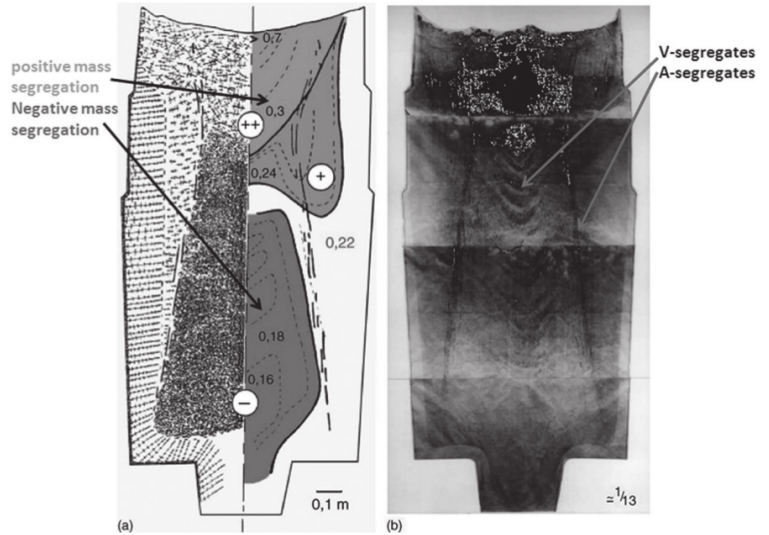 positive mass
segregation
Negative mass
segregation
0,7
0,3
++
0,24
+
0,22
0,18
0,16
−
0,1 m
(a)
V-segregates
A-segregates
≃1/13
(b)